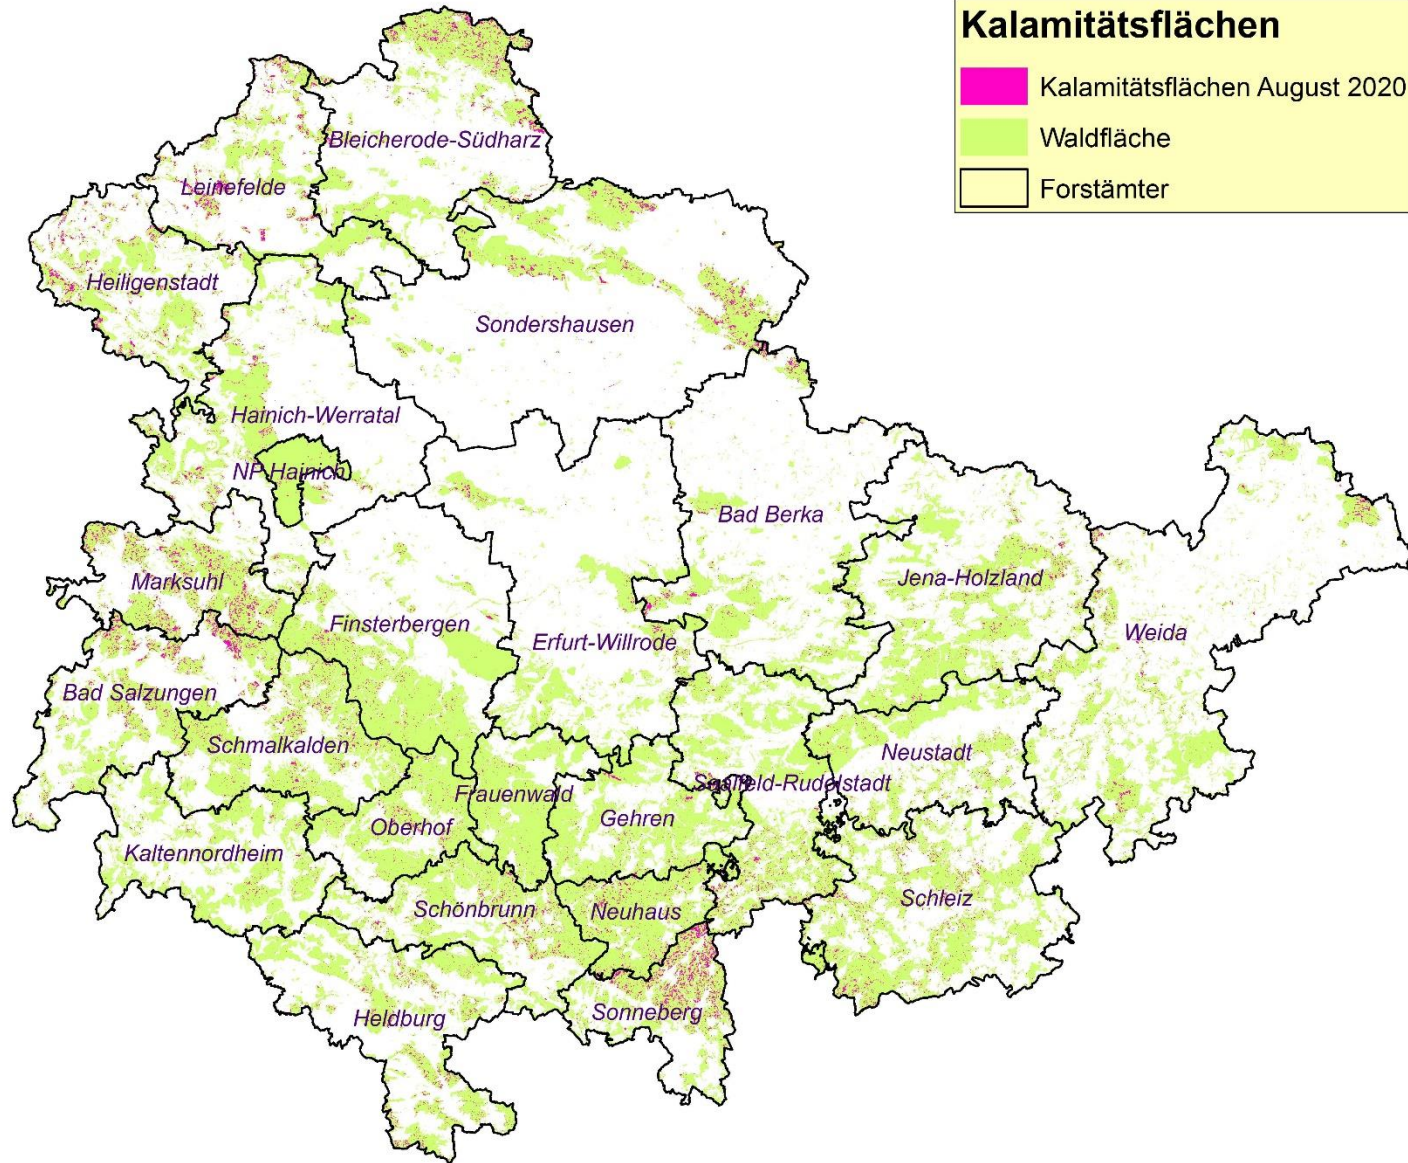 Kalamitätsflächen
Kalamitätsflächen August 2020
Waldfläche
Forstämter
Bleicherode-Südharz
Leinefelde
Heiligenstadt
Sondershausen
Hainich-Werratal
NP Hainich
Bad Berka
Marksuhl
Jena-Holzland
Finsterbergen
Erfurt-Willrode
Weida
Bad Salzungen
Schmalkalden
Neustadt
Saalfeld-Rudolstadt
Frauenwald
Gehren
Oberhof
Kaltennordheim
Schleiz
Schönbrunn
Neuhaus
Sonneberg
Heldburg